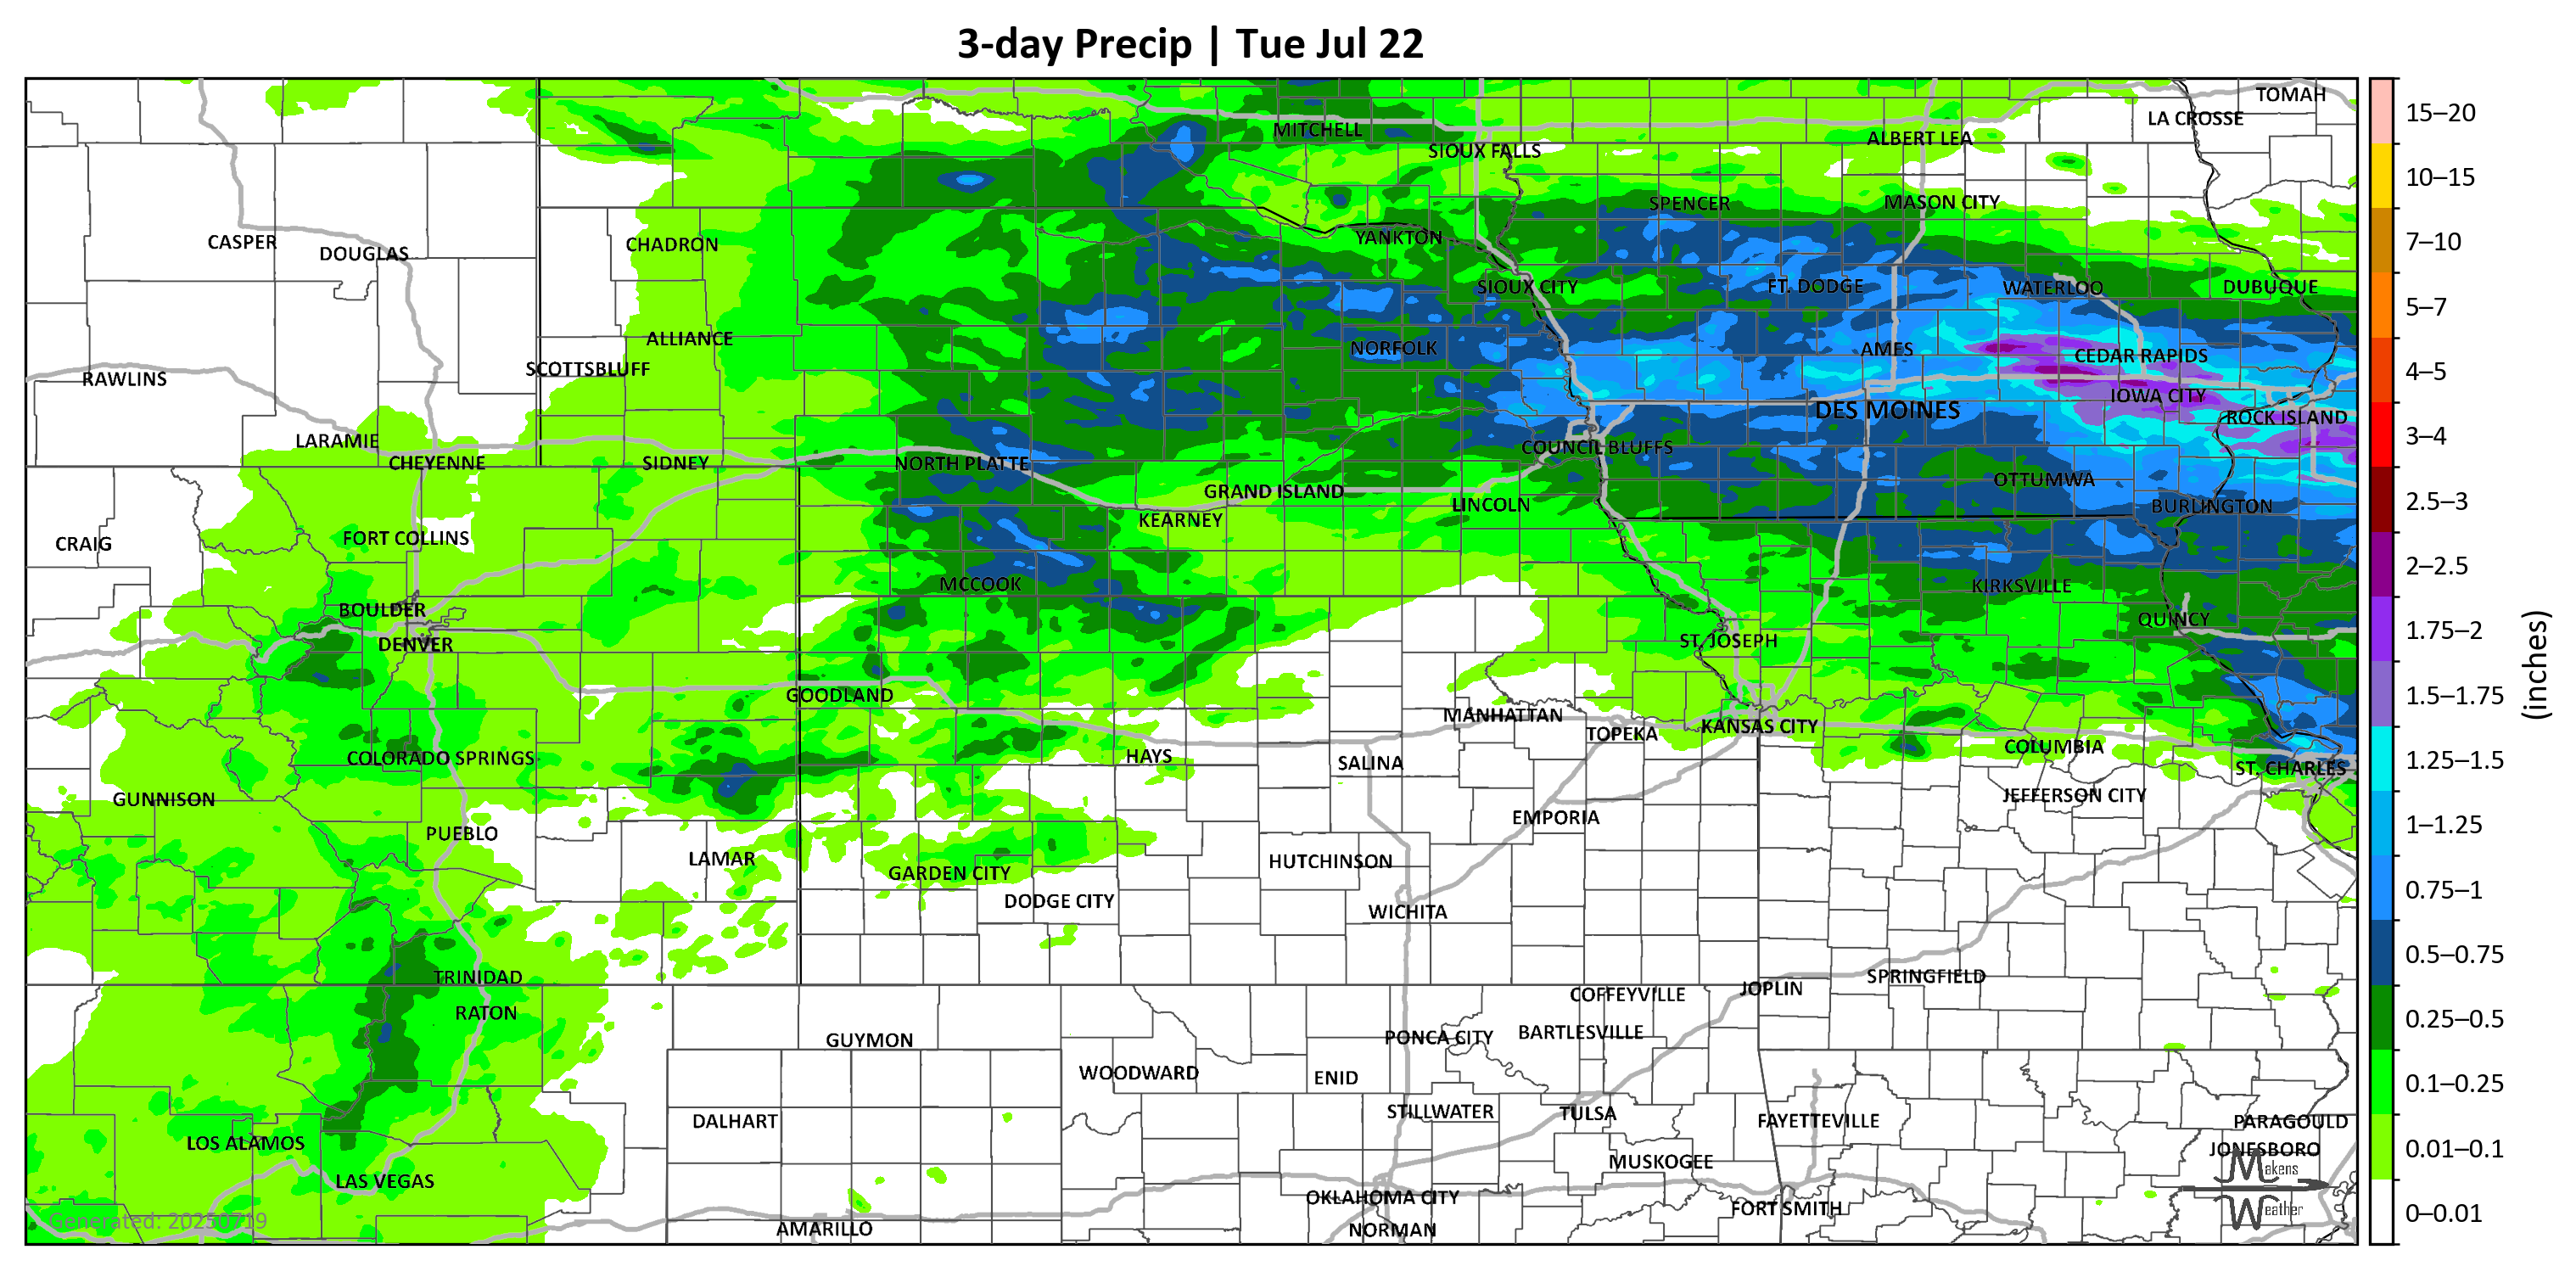 3-day Precip | Tue Jul 22
TOMAH
LA CROSSE
MITCHELL
ALBERT LEA
SIOUX FALLS
SPENCER
MASON CITY
CASPER
DOUGLAS
CHADRON
YANKTON
SIOUX CITY
FT. DODGE
WATERLOO
DUBUQUE
ALLIANCE
NORFOLK
AMES
CEDAR RAPIDS
RAWLINS
SCOTTSBLUFF
IOWA CITY
DES MOINES
ROCK ISLAND
LARAMIE
CHEYENNE
SIDNEY
NORTH PLATTE
COUNCIL BLUFFS
GRAND ISLAND
LINCOLN
OTTUMWA
BURLINGTON
KEARNEY
CRAIG
FORT COLLINS
MCCOOK
KIRKSVILLE
BOULDER
QUINCY
DENVER
ST. JOSEPH
GOODLAND
MANHATTAN
TOPEKA
KANSAS CITY
COLUMBIA
COLORADO SPRINGS
HAYS
SALINA
ST. CHARLES
GUNNISON
JEFFERSON CITY
PUEBLO
EMPORIA
LAMAR
GARDEN CITY
HUTCHINSON
DODGE CITY
WICHITA
TRINIDAD
SPRINGFIELD
JOPLIN
COFFEYVILLE
RATON
GUYMON
PONCA CITY
BARTLESVILLE
WOODWARD
ENID
DALHART
STILLWATER
TULSA
FAYETTEVILLE
PARAGOULD
LOS ALAMOS
JONESBORO
LAS VEGAS
MUSKOGEE
OKLAHOMA CITY
FORT SMITH
AMARILLO
NORMAN
Generated: 20250719
Makens
Weather
15–20
10–15
7–10
5–7
4–5
3–4
2.5–3
2–2.5
1.75–2
1.5–1.75
1.25–1.5
1–1.25
0.75–1
0.5–0.75
0.25–0.5
0.1–0.25
0.01–0.1
0–0.01
(inches)